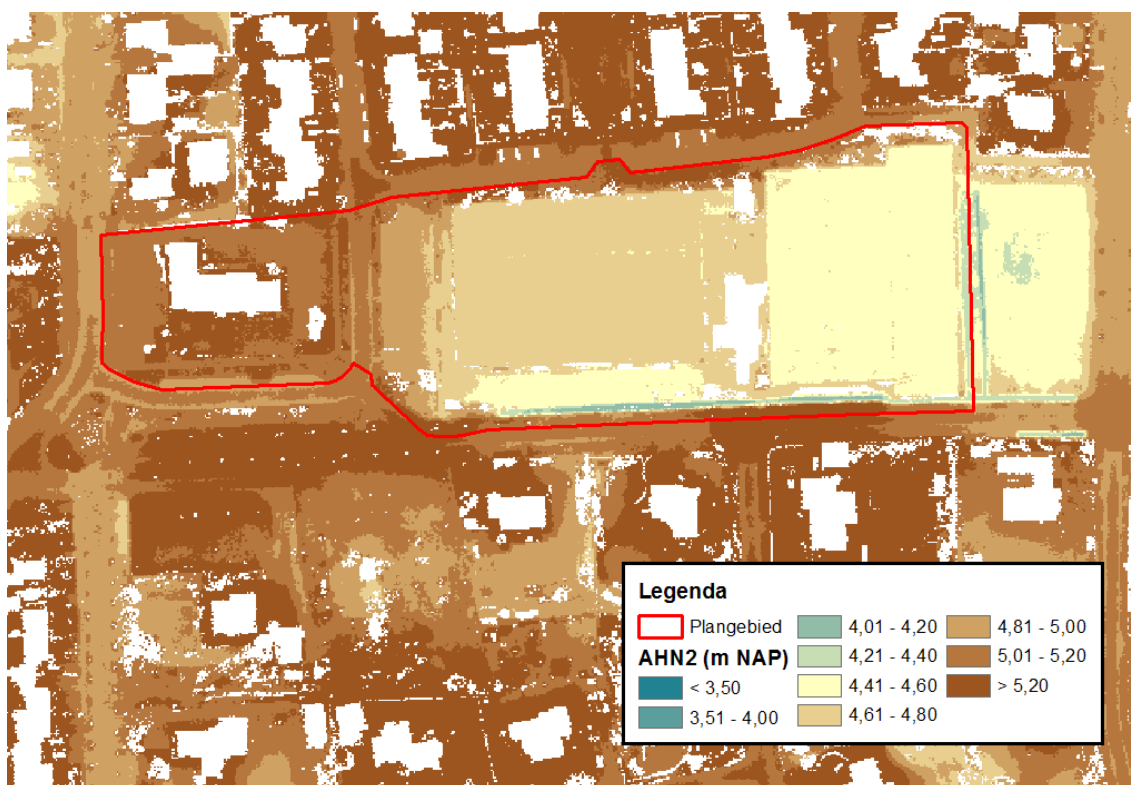 Legenda
Plangebied
AHN2 (m NAP)
< 3,50
3,51 - 4,00
4,01 - 4,20
4,21 - 4,40
4,41 - 4,60
4,61 - 4,80
4,81 - 5,00
5,01 - 5,20
> 5,20